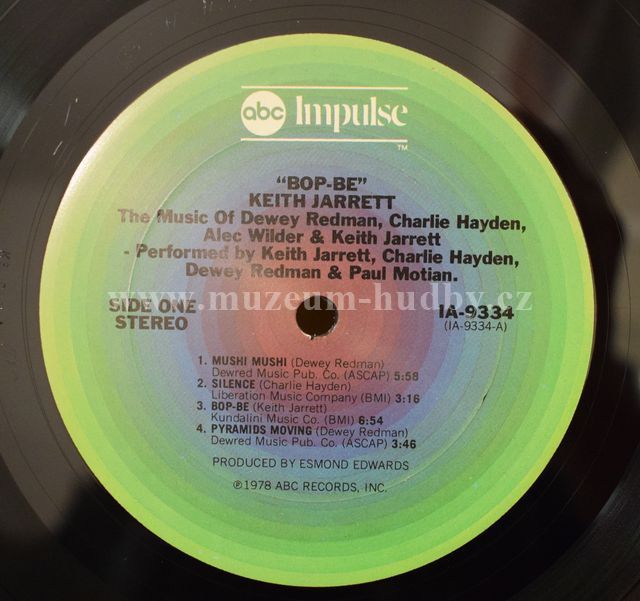 abc Impulse
TM
"BOP-BE"
KEITH JARRETT
The Music Of Dewey Redman, Charlie Hayden,
Alec Wilder & Keith Jarrett
- Performed by Keith Jarrett, Charlie Hayden,
Dewey Redman & Paul Motian.
www.muzeum-hudby.cz
SIDE ONE
STEREO
IA-9334
(IA-9334-A)
1. MUSHI MUSHI (Dewey Redman)
Dewred Music Pub. Co. (ASCAP) 5:58
2. SILENCE (Charlie Hayden)
Liberation Music Company (BMI) 3:16
3. BOP-BE (Keith Jarrett)
Kundalini Music Co. (BMI) 6:54
4. PYRAMIDS MOVING (Dewey Redman)
Dewred Music Pub. Co. (ASCAP) 3:46
PRODUCED BY ESMOND EDWARDS
℗1978 ABC RECORDS, INC.